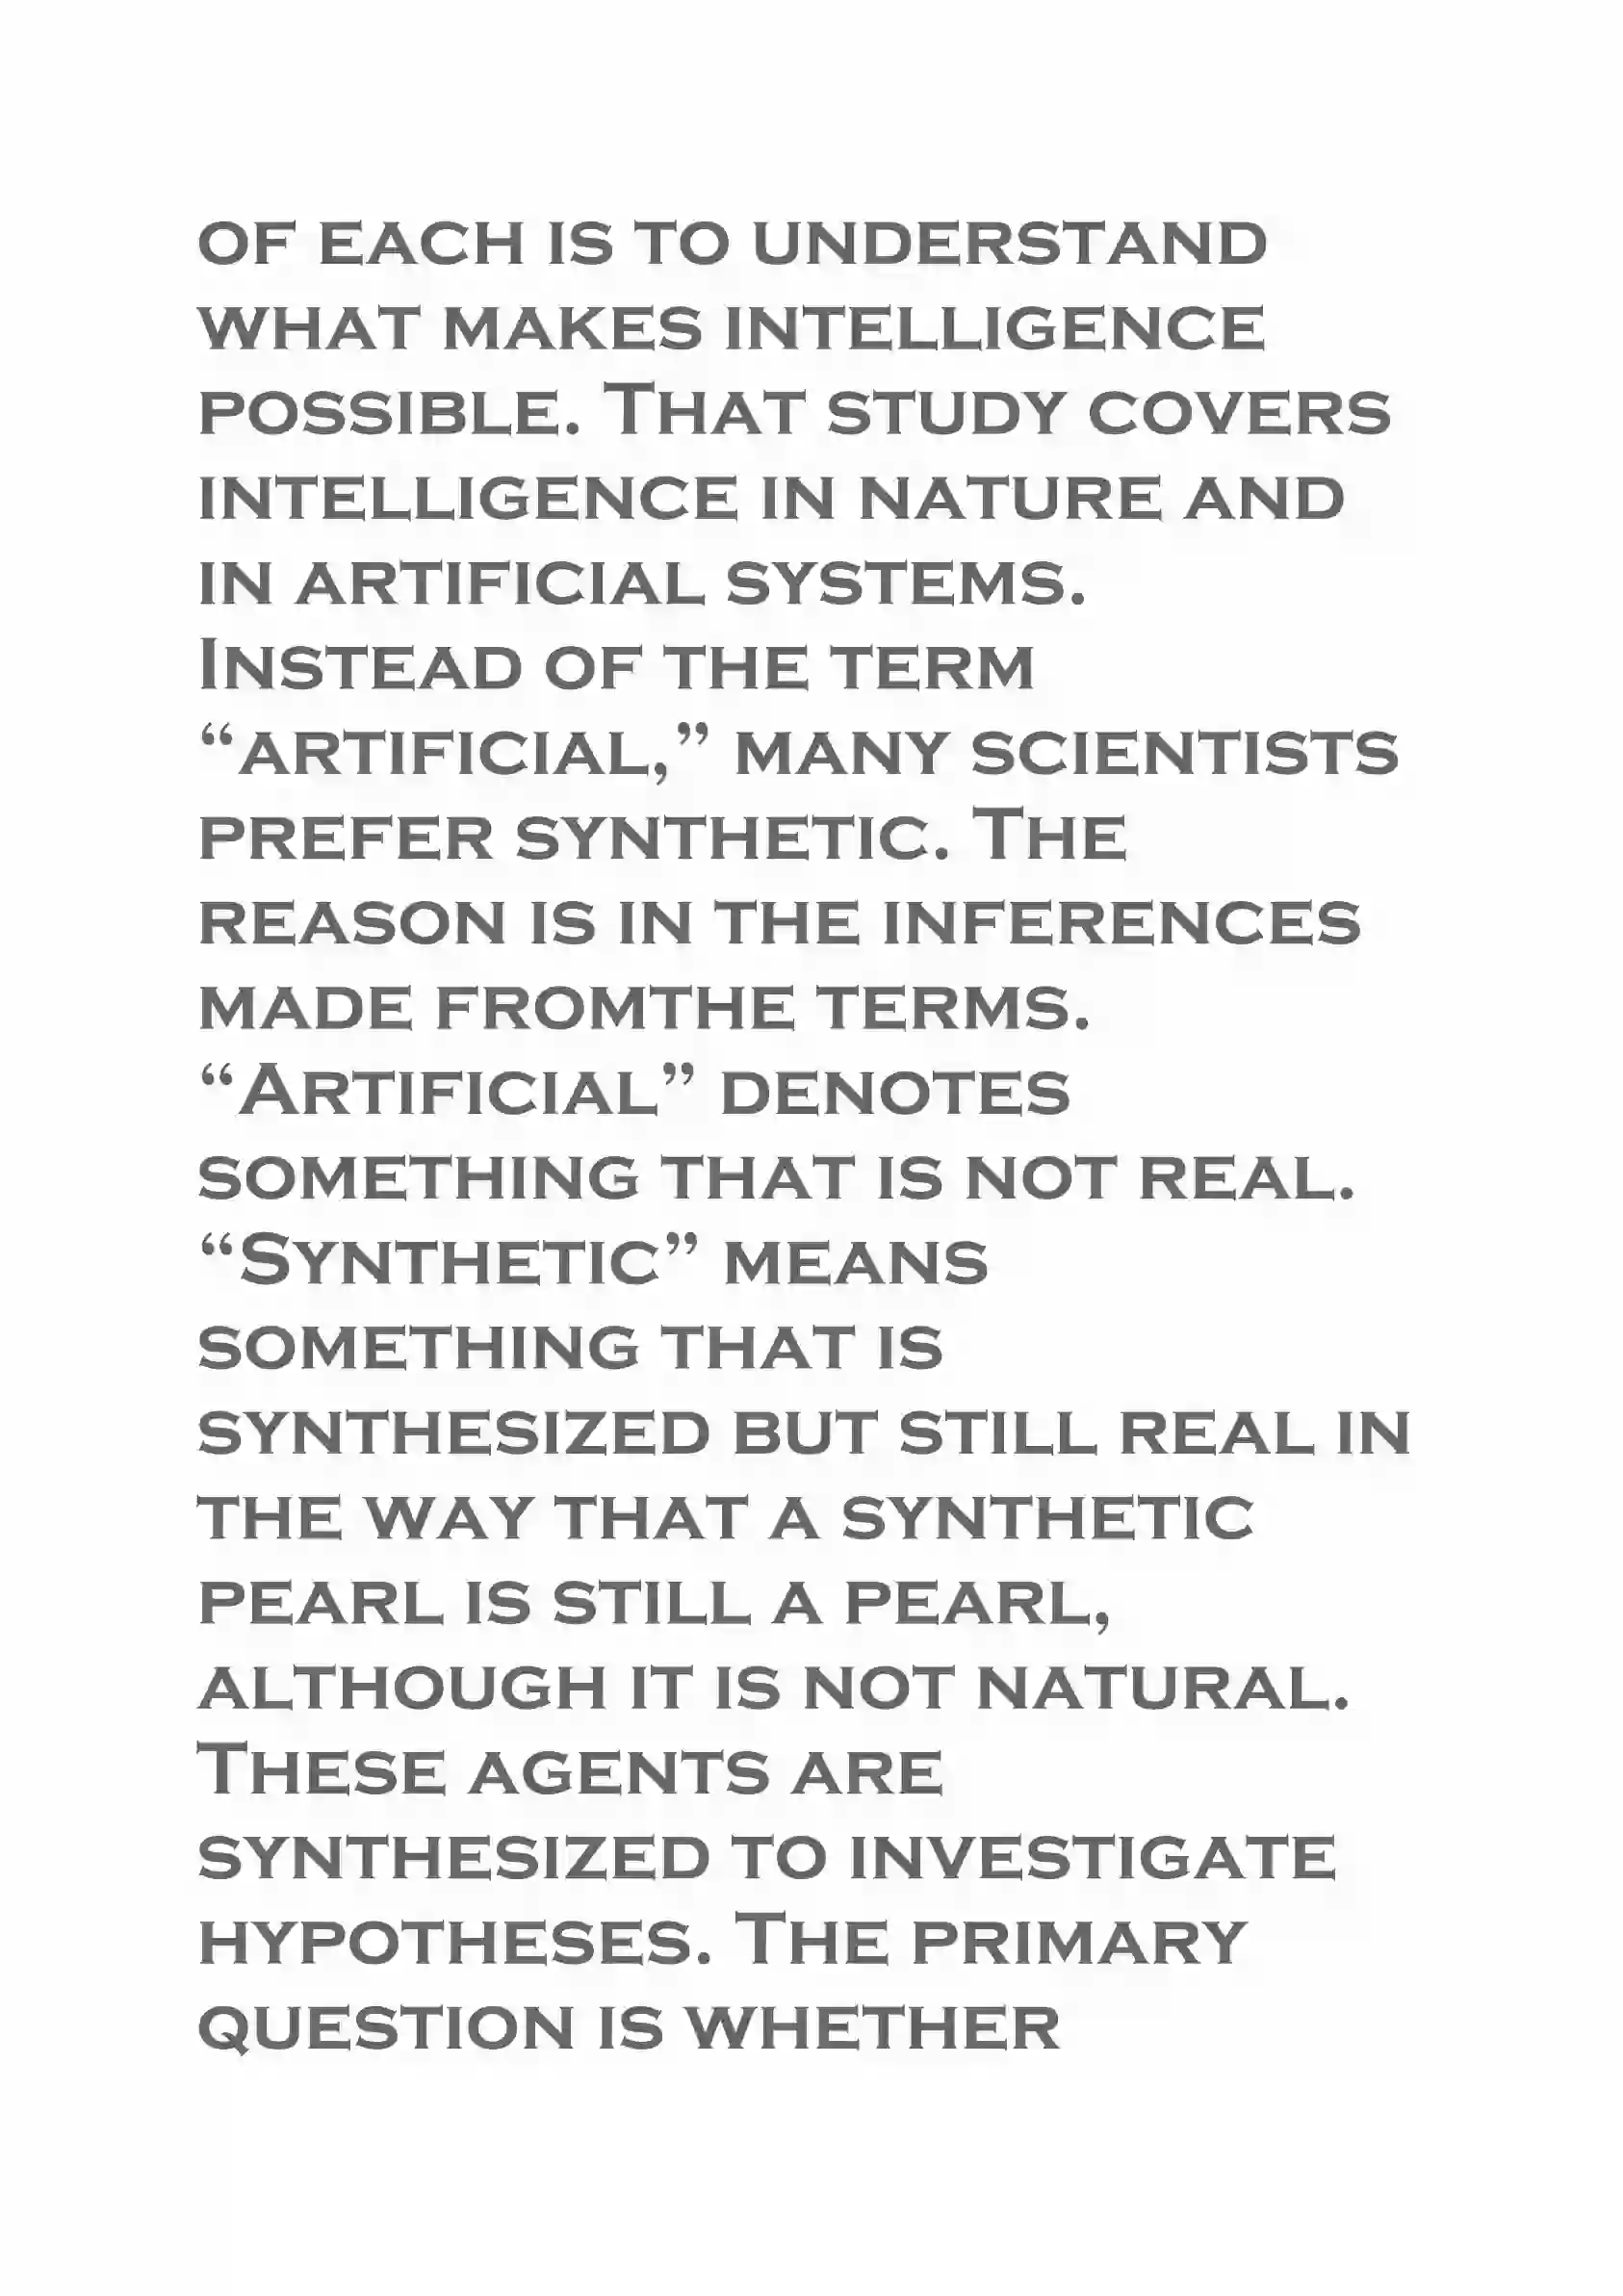 of each is to understand
what makes intelligence
possible. That study covers
intelligence in nature and
in artificial systems.
Instead of the term
“artificial,” many scientists
prefer synthetic. The
reason is in the inferences
made fromthe terms.
“Artificial” denotes
something that is not real.
“Synthetic” means
something that is
synthesized but still real in
the way that a synthetic
pearl is still a pearl,
although it is not natural.
These agents are
synthesized to investigate
hypotheses. The primary
question is whether